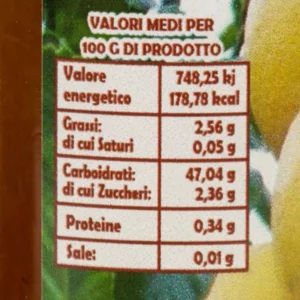 VALORI MEDI PER
100 G DI PRODOTTO
Valore energetico 748,25 kj
178,78 kcal
Grassi: 2,56 g
di cui Saturi 0,05 g
Carboidrati: 47,04 g
di cui Zuccheri: 2,36 g
Proteine 0,34 g
Sale: 0,01 g